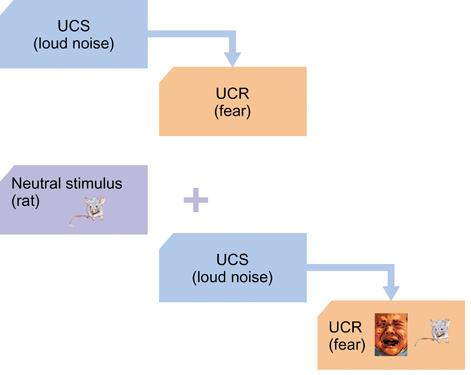 UCS
(loud noise)
UCR
(fear)
Neutral stimulus
(rat)
+
UCS
(loud noise)
UCR
(fear)